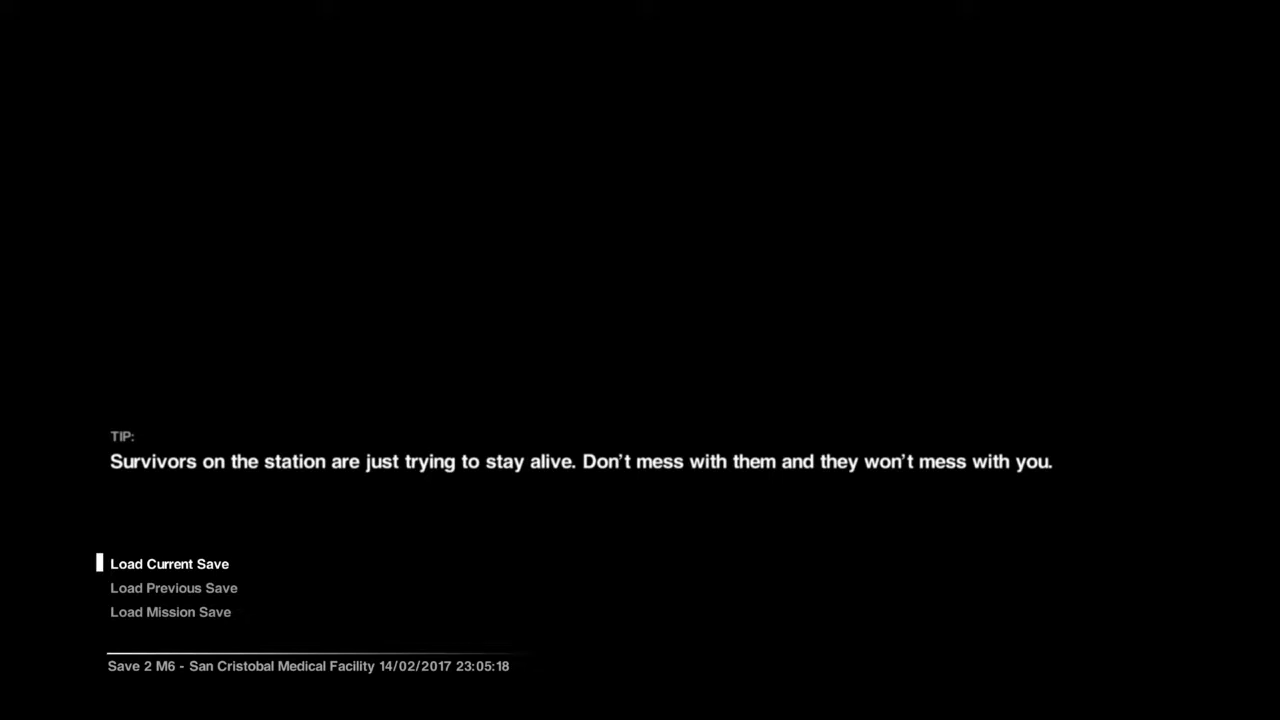 TIP:
Survivors on the station are just trying to stay alive. Don't mess with them and they won't mess with you.
Load Current Save
Load Previous Save
Load Mission Save
Save 2 M6 - San Cristobal Medical Facility 14/02/2017 23:05:18